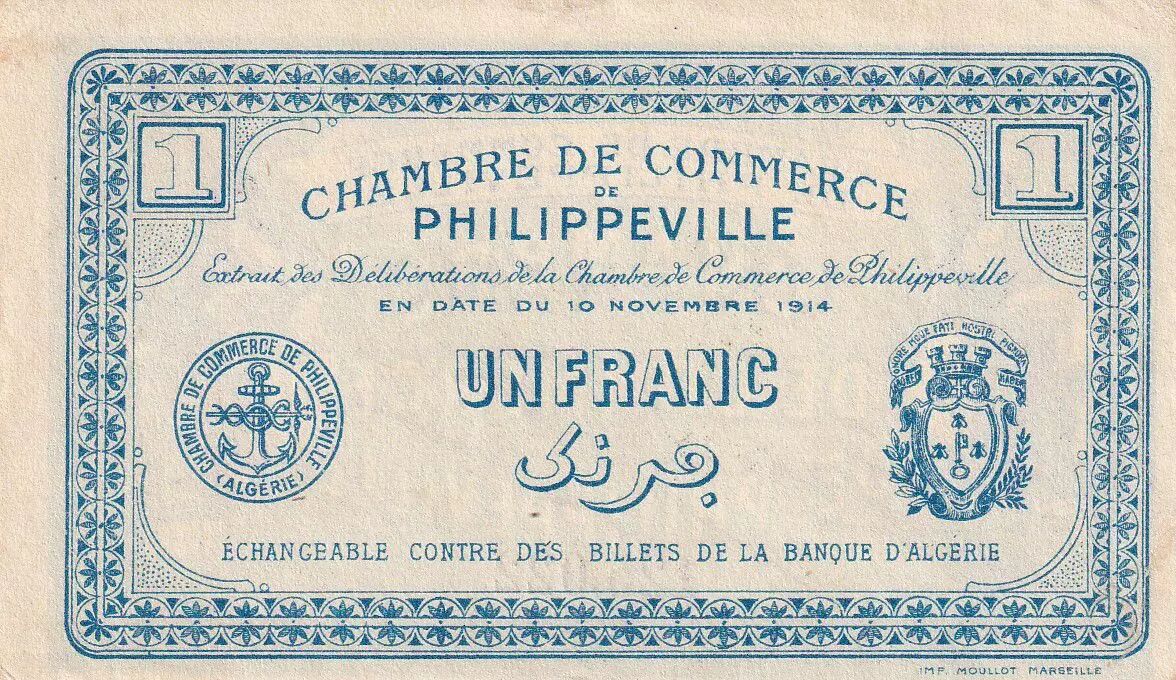 1
1
CHAMBRE DE COMMERCE
DE
PHILIPPEVILLE
Extrait des Délibérations de la Chambre de Commerce de Philippeville
EN DATE DU 10 NOVEMBRE 1914
CHAMBRE DE COMMERCE DE PHILIPPEVILLE
(ALGÉRIE)
UN FRANC
ڢرنك
ÉCHANGEABLE CONTRE DES BILLETS DE LA BANQUE D'ALGÉRIE
IMP. MOULLOT MARSEILLE